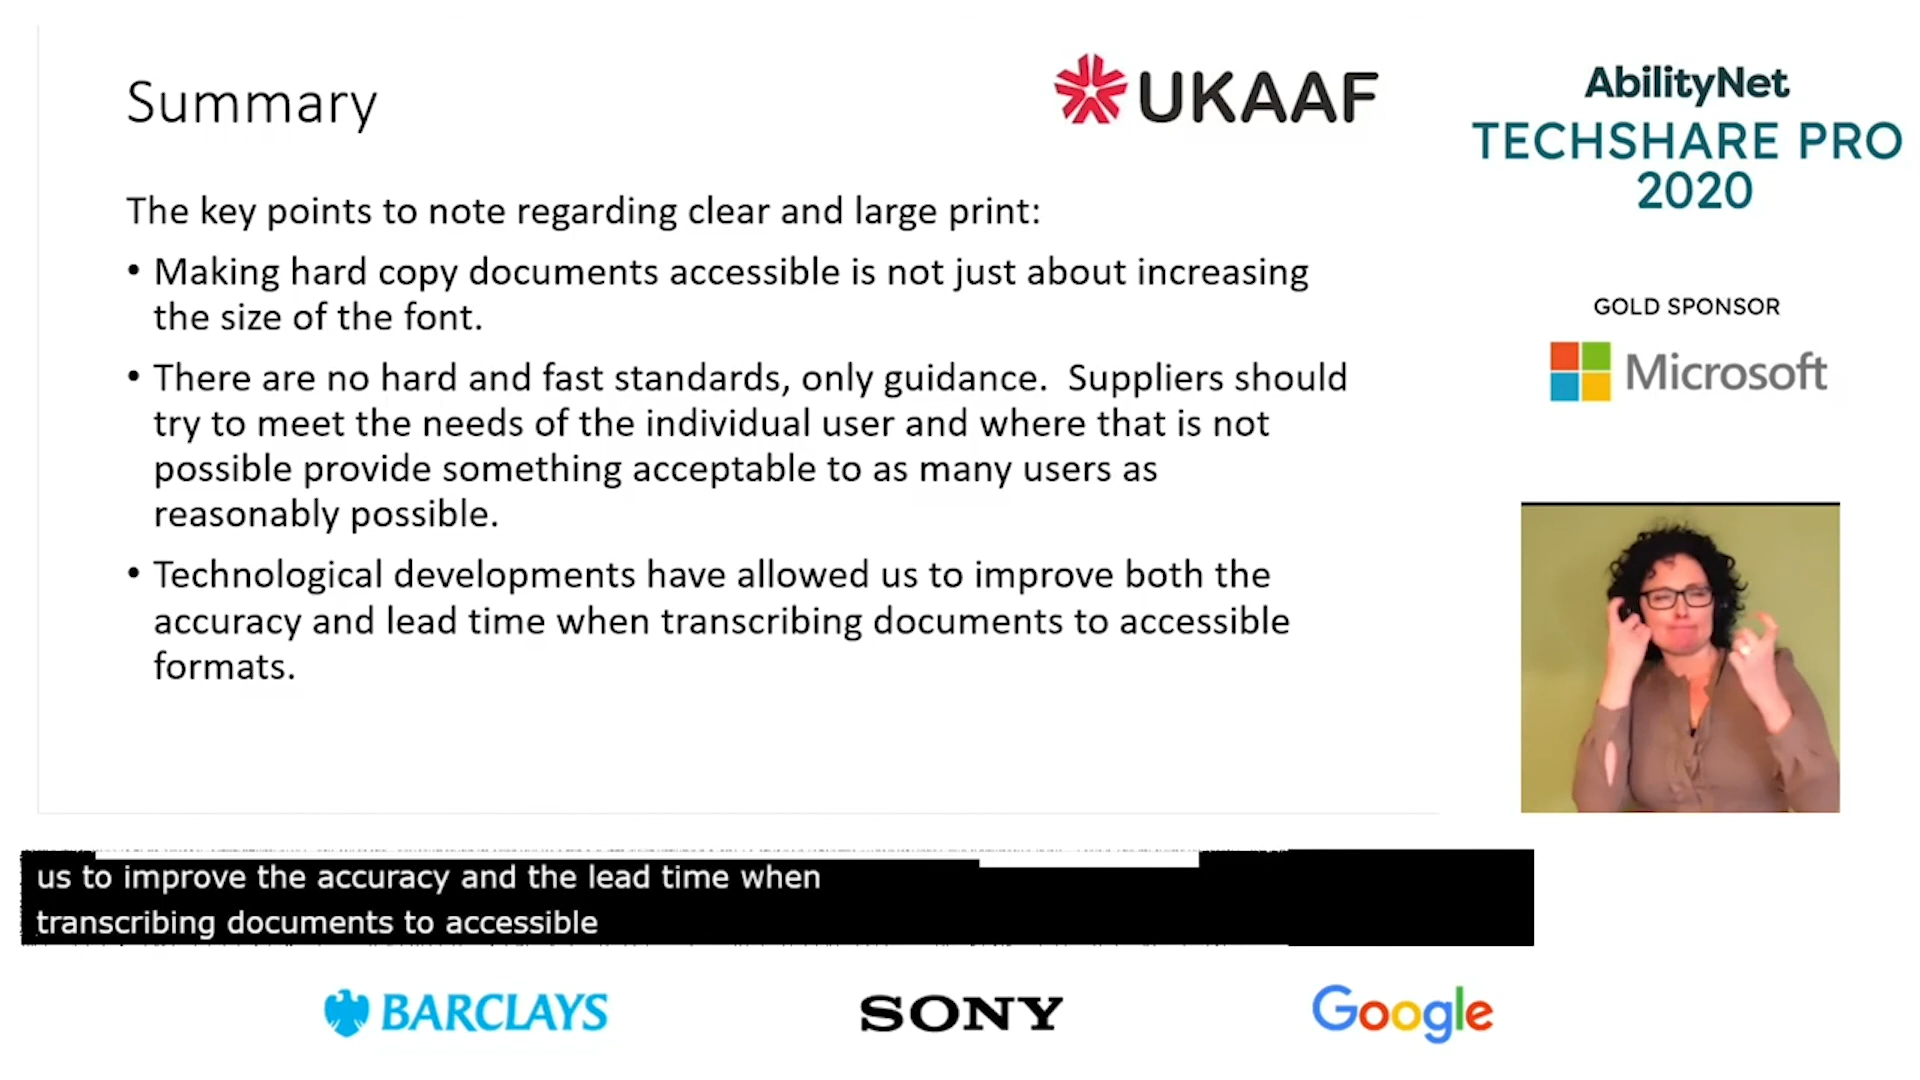 Summary
UKAAF
The key points to note regarding clear and large print:
• Making hard copy documents accessible is not just about increasing
the size of the font.
• There are no hard and fast standards, only guidance.  Suppliers should
try to meet the needs of the individual user and where that is not
possible provide something acceptable to as many users as
reasonably possible.
• Technological developments have allowed us to improve both the
accuracy and lead time when transcribing documents to accessible
formats.
AbilityNet
TECHSHARE PRO
2020
GOLD SPONSOR
Microsoft
us to improve the accuracy and the lead time when
transcribing documents to accessible
BARCLAYS
SONY
Google